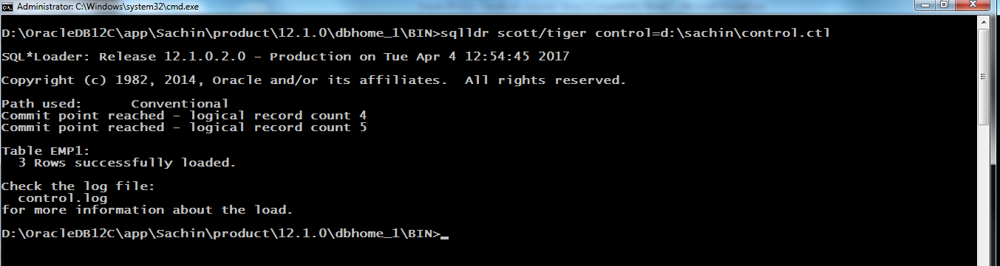 Administrator: C:\Windows\system32\cmd.exe
D:\OracleDB12C\app\Sachin\product\12.1.0\dbhome_1\BIN>sqlldr scott/tiger control=d:\sachin\control.ctl
SQL*Loader: Release 12.1.0.2.0 - Production on Tue Apr 4 12:54:45 2017
Copyright (c) 1982, 2014, Oracle and/or its affiliates.  All rights reserved.
Path used:      Conventional
Commit point reached - logical record count 4
Commit point reached - logical record count 5
Table EMP1:
  3 Rows successfully loaded.
Check the log file:
  control.log
for more information about the load.
D:\OracleDB12C\app\Sachin\product\12.1.0\dbhome_1\BIN>_